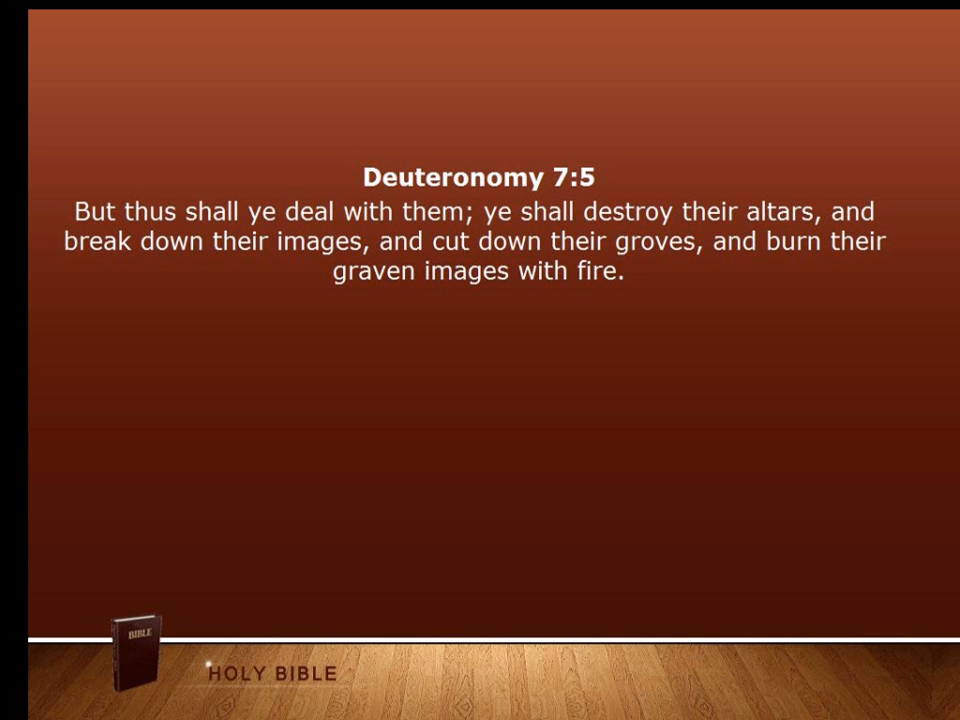 Deuteronomy 7:5
But thus shall ye deal with them; ye shall destroy their altars, and
break down their images, and cut down their groves, and burn their
graven images with fire.
BIBLE
HOLY BIBLE